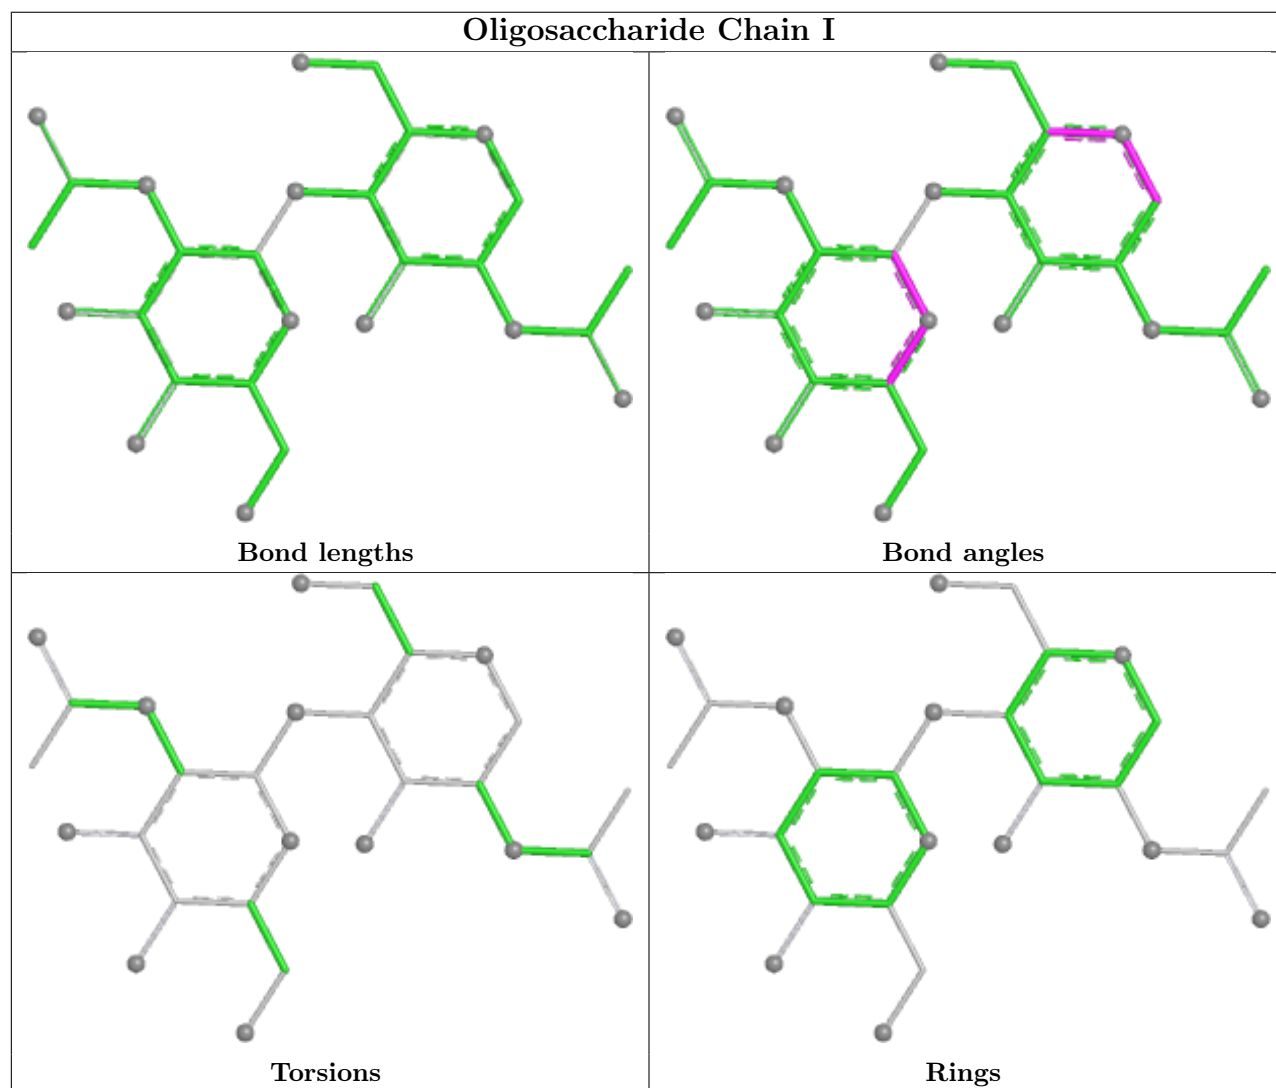 Oligosaccharide Chain I
Bond lengths
Bond angles
Torsions
Rings